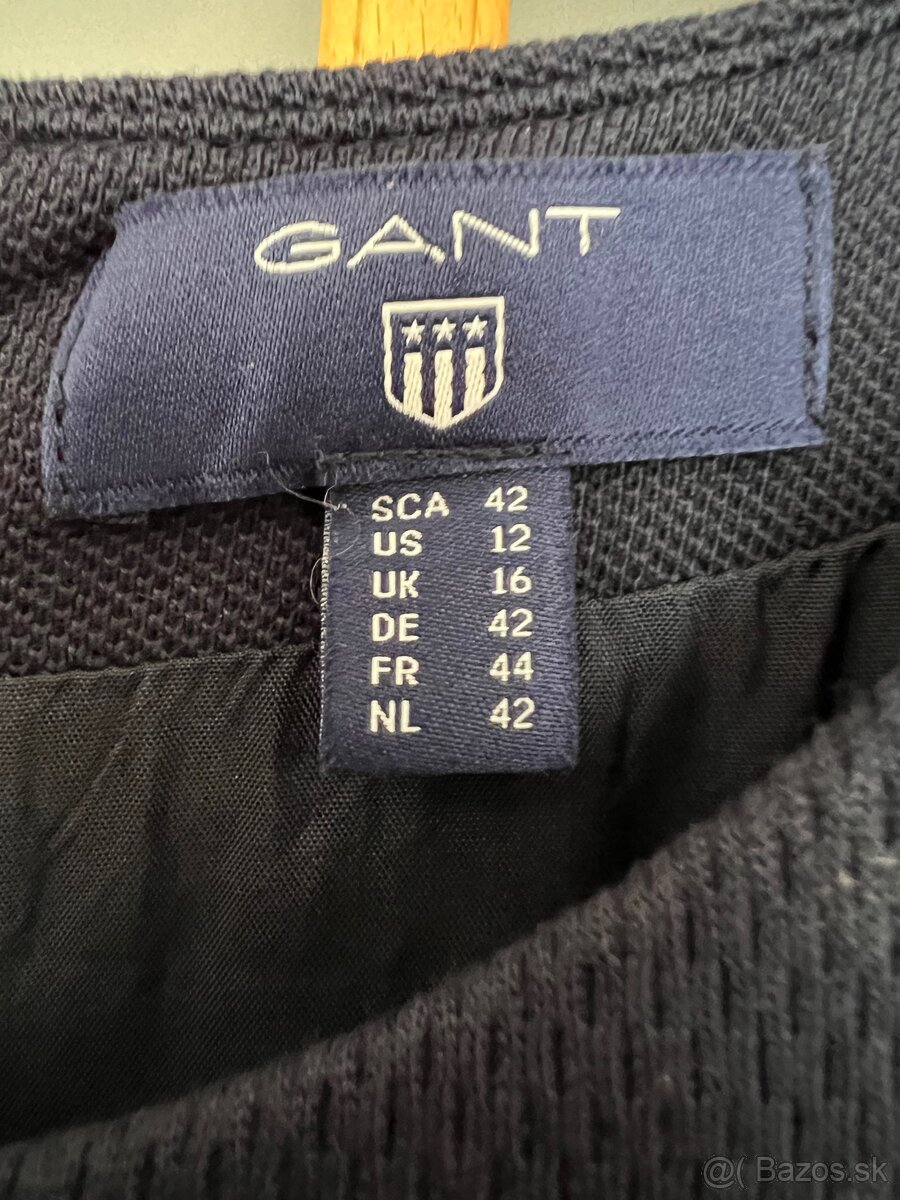 GANT
SCA 42
US 12
UK 16
DE 42
FR 44
NL 42
@( Bazos.sk